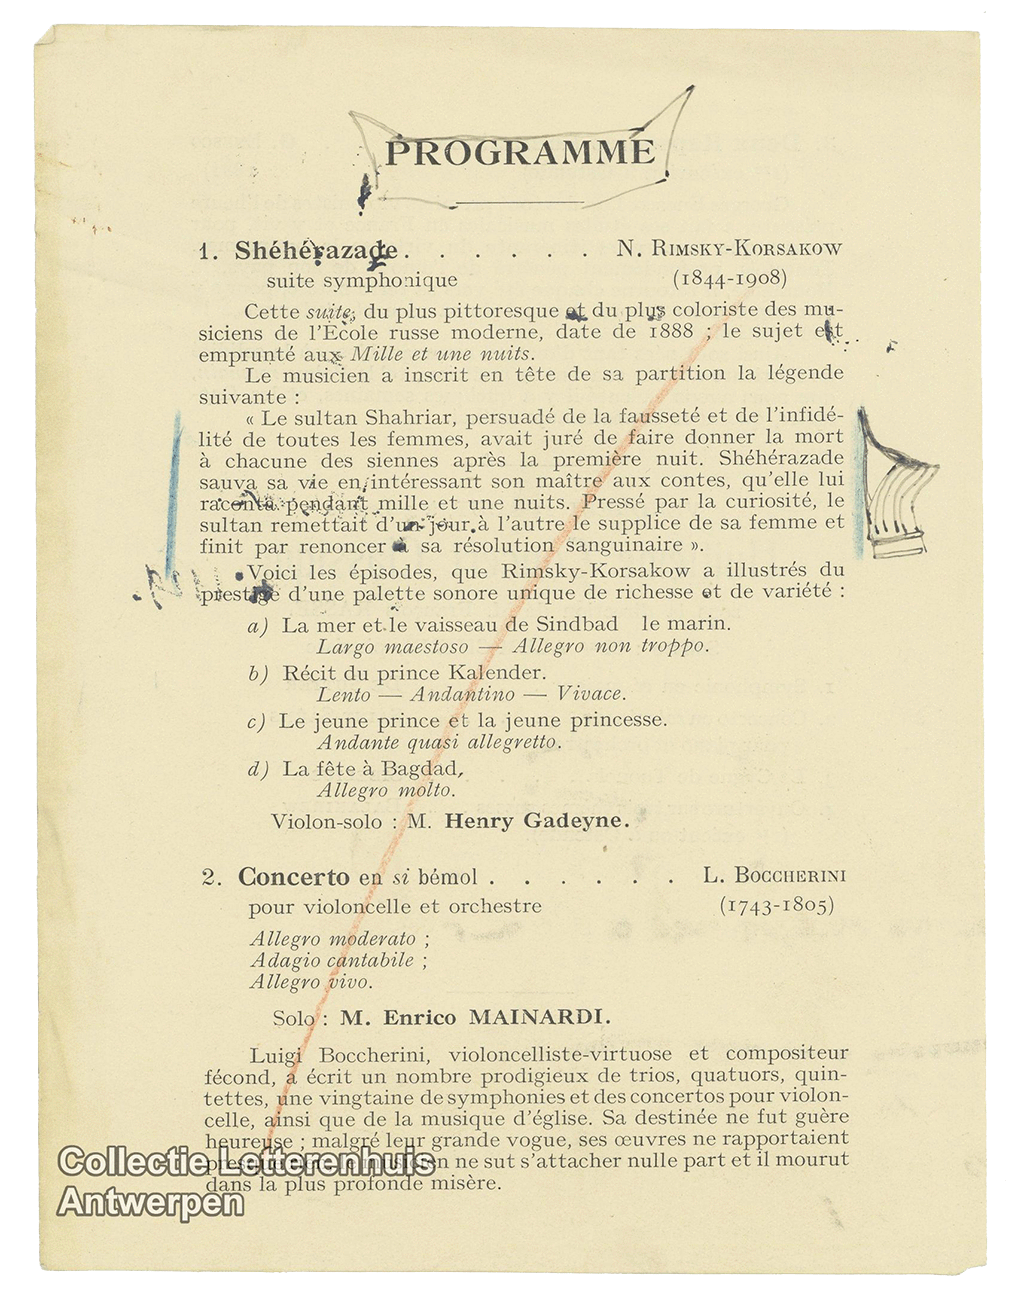 PROGRAMME
1. Shéhérazade . . . . . . N. RIMSKY-KORSAKOW
suite symphonique (1844-1908)
Cette suite, du plus pittoresque et du plus coloriste des mu-
siciens de l'École russe moderne, date de 1888 ; le sujet est
emprunté aux Mille et une nuits.
Le musicien a inscrit en tête de sa partition la légende
suivante :
« Le sultan Shahriar, persuadé de la fausseté et de l'infidé-
lité de toutes les femmes, avait juré de faire donner la mort
à chacune des siennes après la première nuit. Shéhérazade
sauva sa vie en intéressant son maître aux contes, qu'elle lui
raconta pendant mille et une nuits. Pressé par la curiosité, le
sultan remettait d'un jour à l'autre le supplice de sa femme et
finit par renoncer à sa résolution sanguinaire ».
Voici les épisodes, que Rimsky-Korsakow a illustrés du
prestige d'une palette sonore unique de richesse et de variété :
a) La mer et le vaisseau de Sindbad le marin.
Largo maestoso — Allegro non troppo.
b) Récit du prince Kalender.
Lento — Andantino — Vivace.
c) Le jeune prince et la jeune princesse.
Andante quasi allegretto.
d) La fête à Bagdad,
Allegro molto.
Violon-solo : M. Henry Gadeyne.
2. Concerto en si bémol . . . . . . L. BOCCHERINI
pour violoncelle et orchestre (1743-1805)
Allegro moderato ;
Adagio cantabile ;
Allegro vivo.
Solo : M. Enrico MAINARDI.
Luigi Boccherini, violoncelliste-virtuose et compositeur
fécond, a écrit un nombre prodigieux de trios, quatuors, quin-
tettes, une vingtaine de symphonies et des concertos pour violon-
celle, ainsi que de la musique d'église. Sa destinée ne fut guère
heureuse ; malgré leur grande vogue, ses œuvres ne rapportaient
presque musicien ne sut s'attacher nulle part et il mourut
dans la plus profonde misère.
Collectie Letterenhuis
Antwerpen